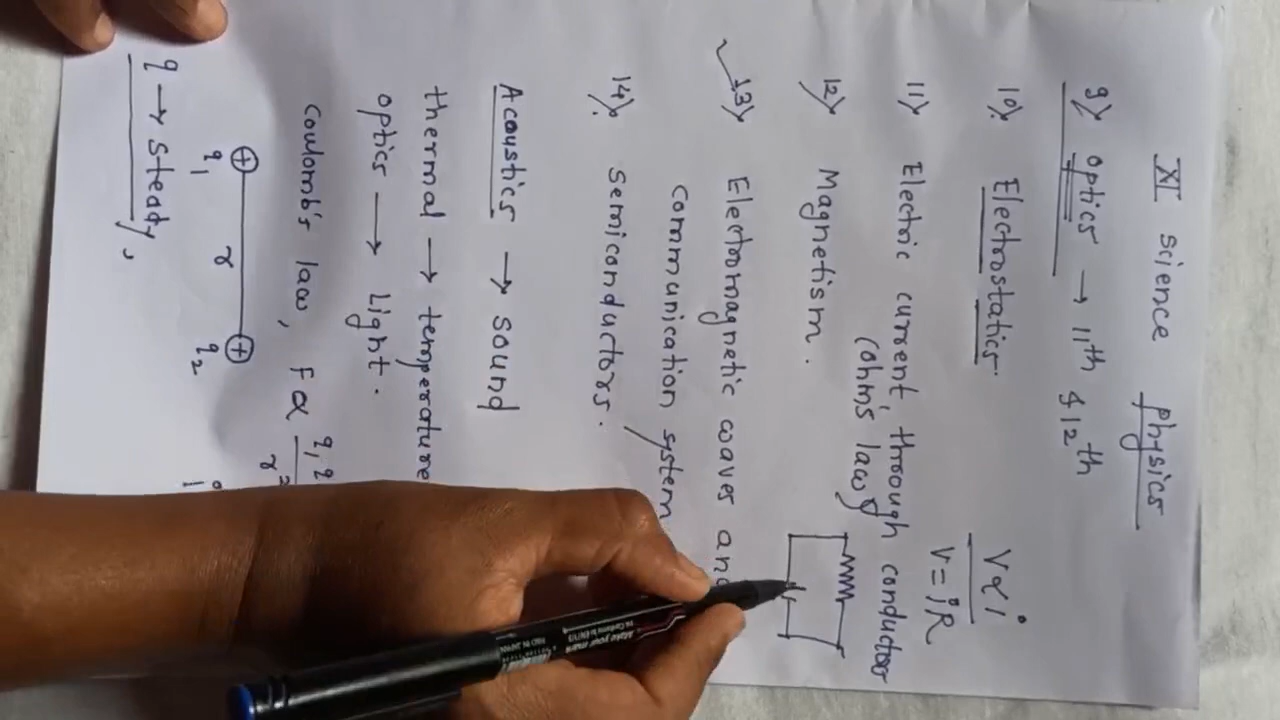 XI science physics
9) optics → 11th & 12th
10). Electrostatics.
V α i
V = iR
11) Electric current through conductor
(ohm's law)
12) Magnetism.
13) Electromagnetic waves and
communication system
14). semiconductors.
Acoustics → sound
thermal → temperature
optics → Light.
coulomb's law, F α q1 q / r2
q1 r q2
q → steady,